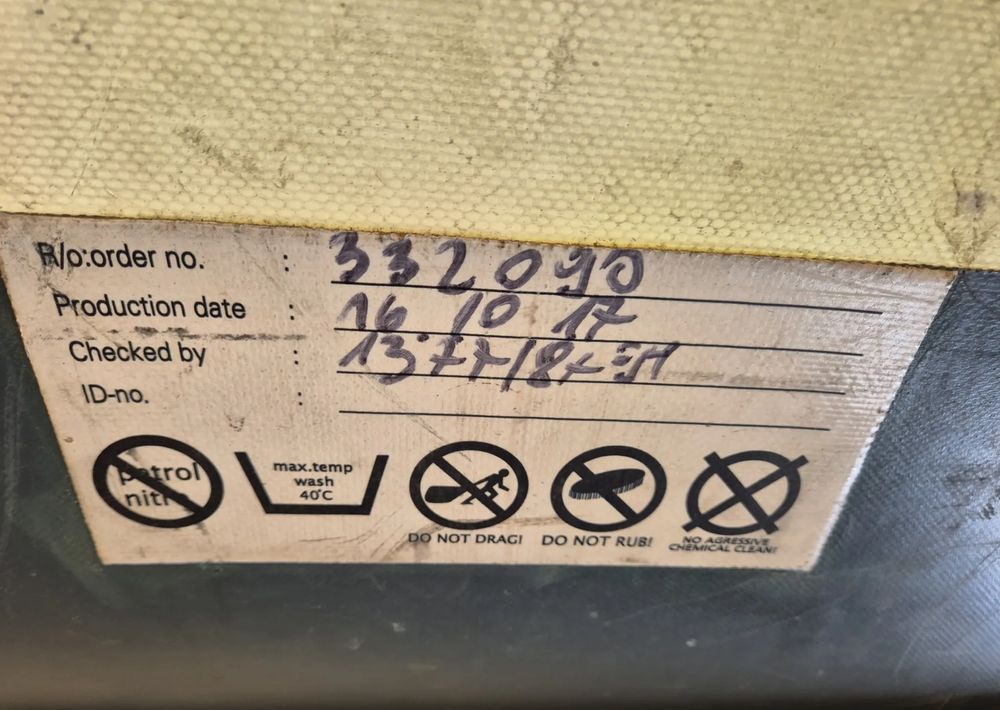 R/o:order no. : 332090
Production date : 16 10 17
Checked by :
ID-no. :
petrol
nitro
max.temp
wash
40°C
DO NOT DRAG!
DO NOT RUB!
NO AGRESSIVE
CHEMICAL CLEAN!